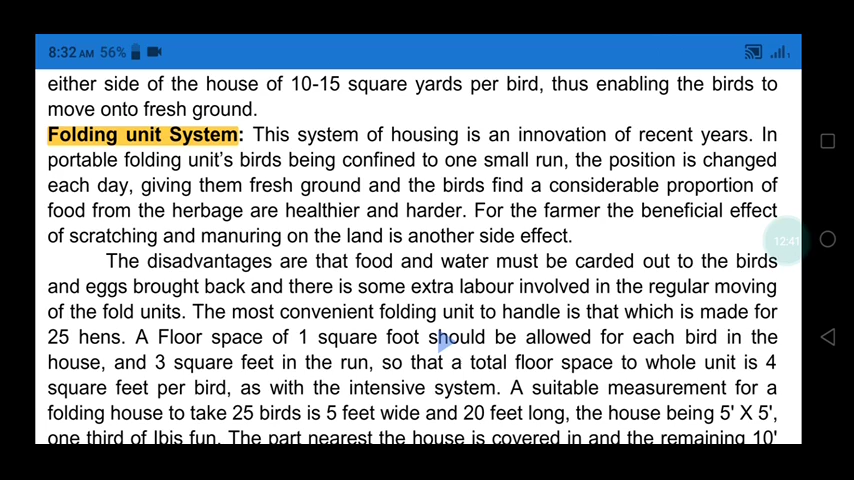 8:32 AM 56%
either side of the house of 10-15 square yards per bird, thus enabling the birds to
move onto fresh ground.
Folding unit System: This system of housing is an innovation of recent years. In
portable folding unit's birds being confined to one small run, the position is changed
each day, giving them fresh ground and the birds find a considerable proportion of
food from the herbage are healthier and harder. For the farmer the beneficial effect
of scratching and manuring on the land is another side effect.
The disadvantages are that food and water must be carded out to the birds
and eggs brought back and there is some extra labour involved in the regular moving
of the fold units. The most convenient folding unit to handle is that which is made for
25 hens. A Floor space of 1 square foot should be allowed for each bird in the
house, and 3 square feet in the run, so that a total floor space to whole unit is 4
square feet per bird, as with the intensive system. A suitable measurement for a
folding house to take 25 birds is 5 feet wide and 20 feet long, the house being 5' X 5',
one third of Ibis fun. The part nearest the house is covered in and the remaining 10'
12:41